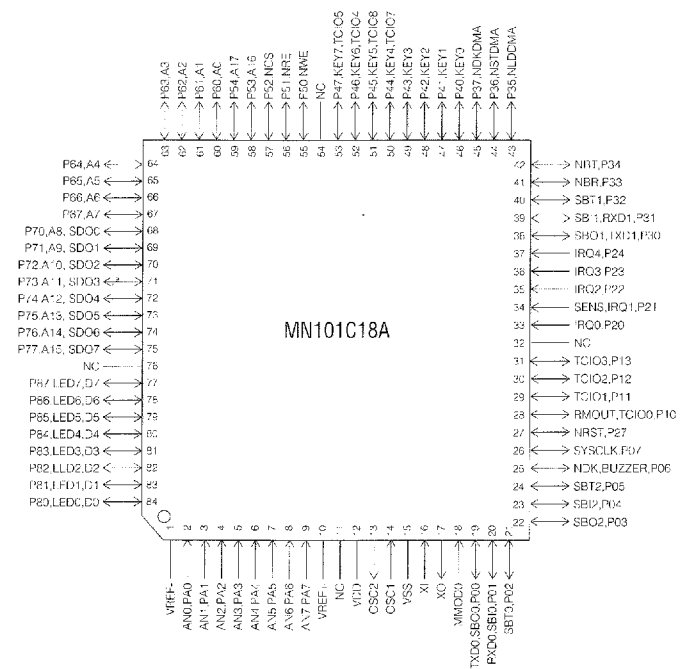 P63,A3
P62,A2
P61,A1
P60,A0
P54,A17
P53,A16
P52,NCS
P51,NRE
P50,NWE
NC
P47,KEY7,TCIO5
P46,KEY6,TCIO4
P45,KEY5,TCIO8
P44,KEY4,TCIO7
P43,KEY3
P42,KEY2
P41,KEY1
P40,KEY0
P37,NDKDMA
P36,NSTDMA
P35,NLDDMA
63
62
61
60
59
58
57
56
55
54
53
52
51
50
49
48
47
46
45
44
43
P64,A4 64
P65,A5 65
P66,A6 66
P67,A7 67
P70,A8, SDO0 68
P71,A9, SDO1 69
P72,A10, SDO2 70
P73,A11, SDO3 71
P74,A12, SDO4 72
P75,A13, SDO5 73
P76,A14, SDO6 74
P77,A15, SDO7 75
NC 76
P87,LED7,D7 77
P86,LED6,D6 78
P85,LED5,D5 79
P84,LED4,D4 80
P83,LED3,D3 81
P82,LED2,D2 82
P81,LED1,D1 83
P80,LED0,D0 84
MN101C18A
42 NBT,P34
41 NBR,P33
40 SBT1,P32
39 SBI1,RXD1,P31
38 SBO1,TXD1,P30
37 IRQ4,P24
36 IRQ3,P23
35 IRQ2,P22
34 SENS,IRQ1,P21
33 IRQ0,P20
32 NC
31 TCIO3,P13
30 TCIO2,P12
29 TCIO1,P11
28 RMOUT,TCIO0,P10
27 NRST,P27
26 SYSCLK,P07
25 NDK,BUZZER,P06
24 SBT2,P05
23 SBI2,P04
22 SBO2,P03
1
2
3
4
5
6
7
8
9
10
11
12
13
14
15
16
17
18
19
20
21
VREF-
AN0,PA0
AN1,PA1
AN2,PA2
AN3,PA3
AN4,PA4
AN5,PA5
AN6,PA6
AN7,PA7
VREF+
NC
VDD
OSC2
OSC1
VSS
XI
XO
MMOD0
TXD0,SBO0,P00
RXD0,SBI0,P01
SBT0,P02